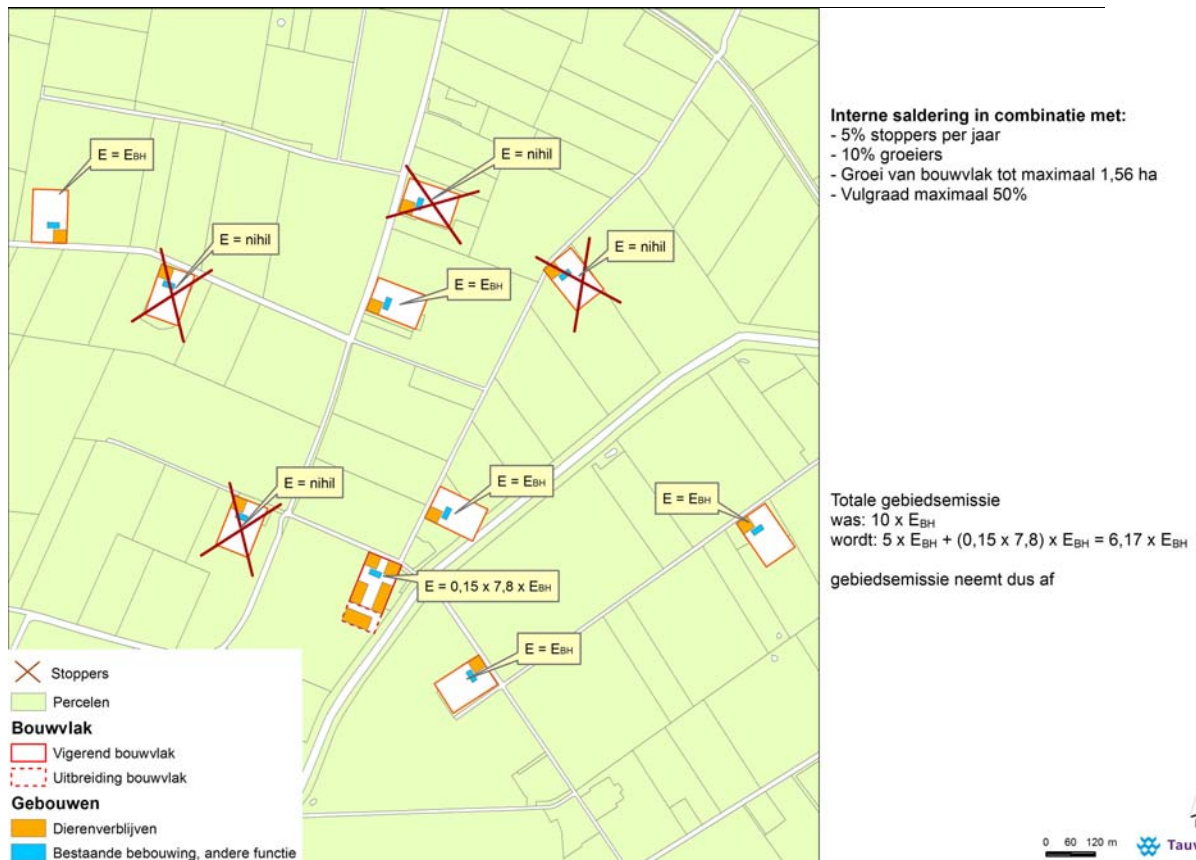 E = EBH
E = nihil
E = nihil
E = nihil
E = EBH
E = nihil
E = EBH
E = EBH
E = 0,15 x 7,8 x EBH
E = EBH
Stoppers
Percelen
Bouwvlak
Vigerend bouwvlak
Uitbreiding bouwvlak
Gebouwen
Dierenverblijven
Bestaande bebouwing, andere functie
Interne saldering in combinatie met:
- 5% stoppers per jaar
- 10% groeiers
- Groei van bouwvlak tot maximaal 1,56 ha
- Vulgraad maximaal 50%
Totale gebiedsemissie
was: 10 x EBH
wordt: 5 x EBH + (0,15 x 7,8) x EBH = 6,17 x EBH
gebiedsemissie neemt dus af
0 60 120 m